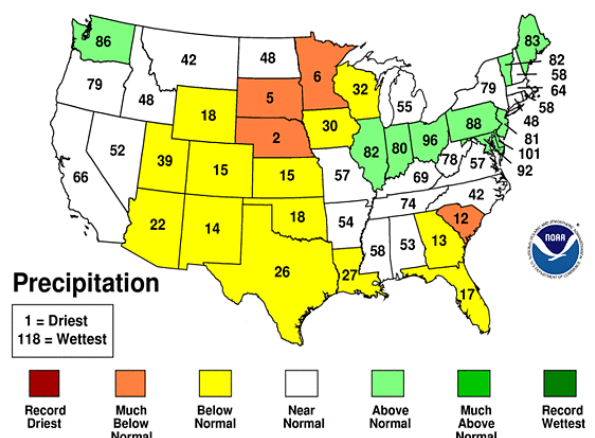 86
42
48
6
83
82
58
64
58
48
81
101
92
79
79
48
5
32
55
18
2
30
88
52
39
15
15
82
80
96
78
57
66
57
69
42
74
22
14
18
54
12
58
53
13
26
27
17
NOAA
Precipitation
1 = Driest
118 = Wettest
Record
Driest
Much
Below
Normal
Below
Normal
Near
Normal
Above
Normal
Much
Above
Normal
Record
Wettest